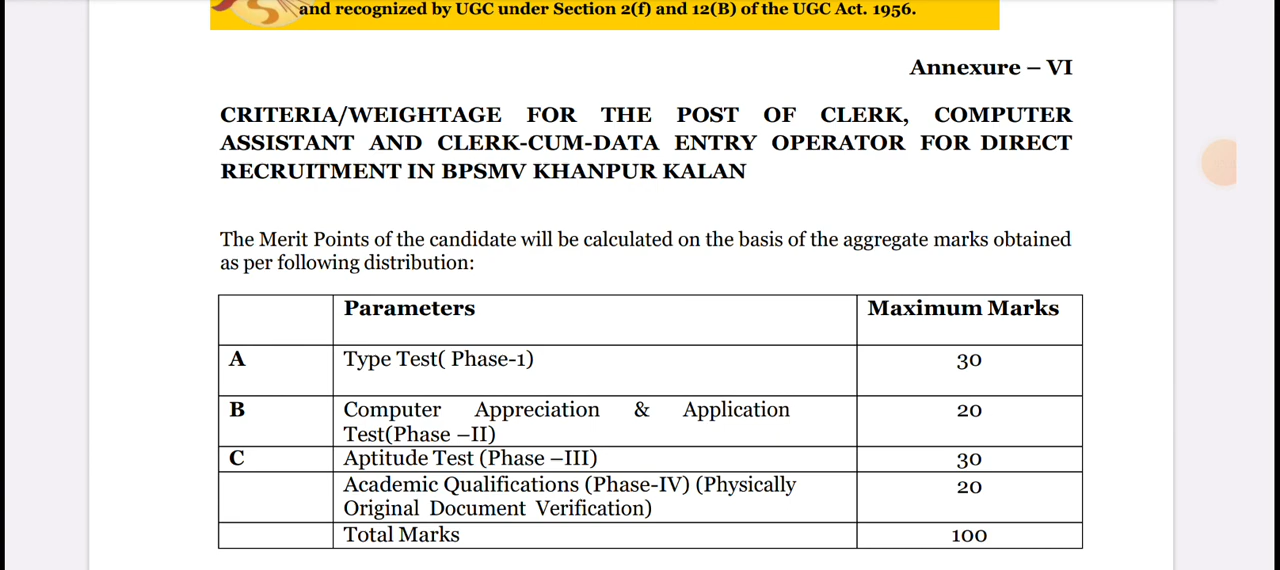 and recognized by UGC under Section 2(f) and 12(B) of the UGC Act. 1956.
Annexure – VI
CRITERIA/WEIGHTAGE FOR THE POST OF CLERK, COMPUTER
ASSISTANT AND CLERK-CUM-DATA ENTRY OPERATOR FOR DIRECT
RECRUITMENT IN BPSMV KHANPUR KALAN
The Merit Points of the candidate will be calculated on the basis of the aggregate marks obtained
as per following distribution:
Parameters Maximum Marks
A Type Test( Phase-1) 30
B Computer Appreciation & Application 20
Test(Phase –II)
C Aptitude Test (Phase –III) 30
Academic Qualifications (Phase-IV) (Physically 20
Original Document Verification)
Total Marks 100